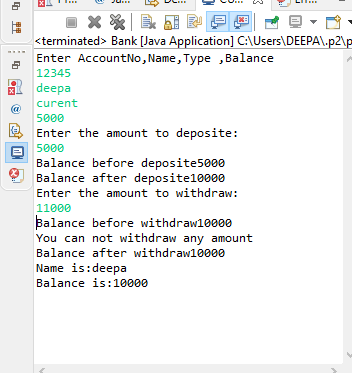 <terminated> Bank [Java Application] C:\Users\DEEPA\.p2\p
Enter AccountNo,Name,Type ,Balance
12345
deepa
curent
5000
Enter the amount to deposite:
5000
Balance before deposite5000
Balance after deposite10000
Enter the amount to withdraw:
11000
Balance before withdraw10000
You can not withdraw any amount
Balance after withdraw10000
Name is:deepa
Balance is:10000